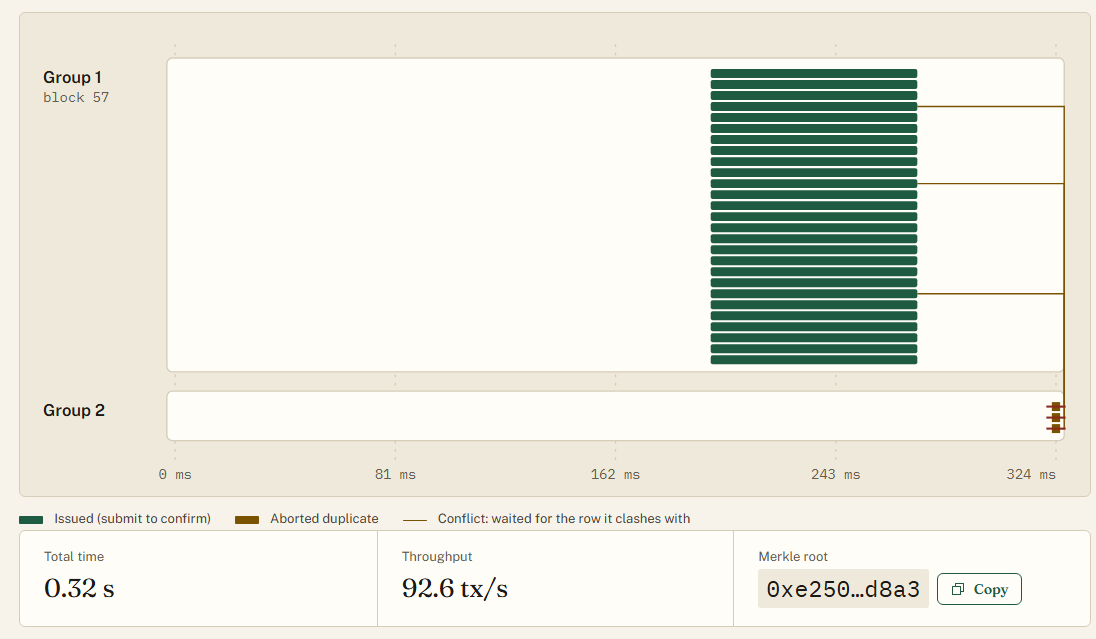 Group 1
block 57
Group 2
0 ms 81 ms 162 ms 243 ms 324 ms
Issued (submit to confirm) Aborted duplicate Conflict: waited for the row it clashes with
Total time Throughput Merkle root
0.32 s 92.6 tx/s 0xe250…d8a3 Copy